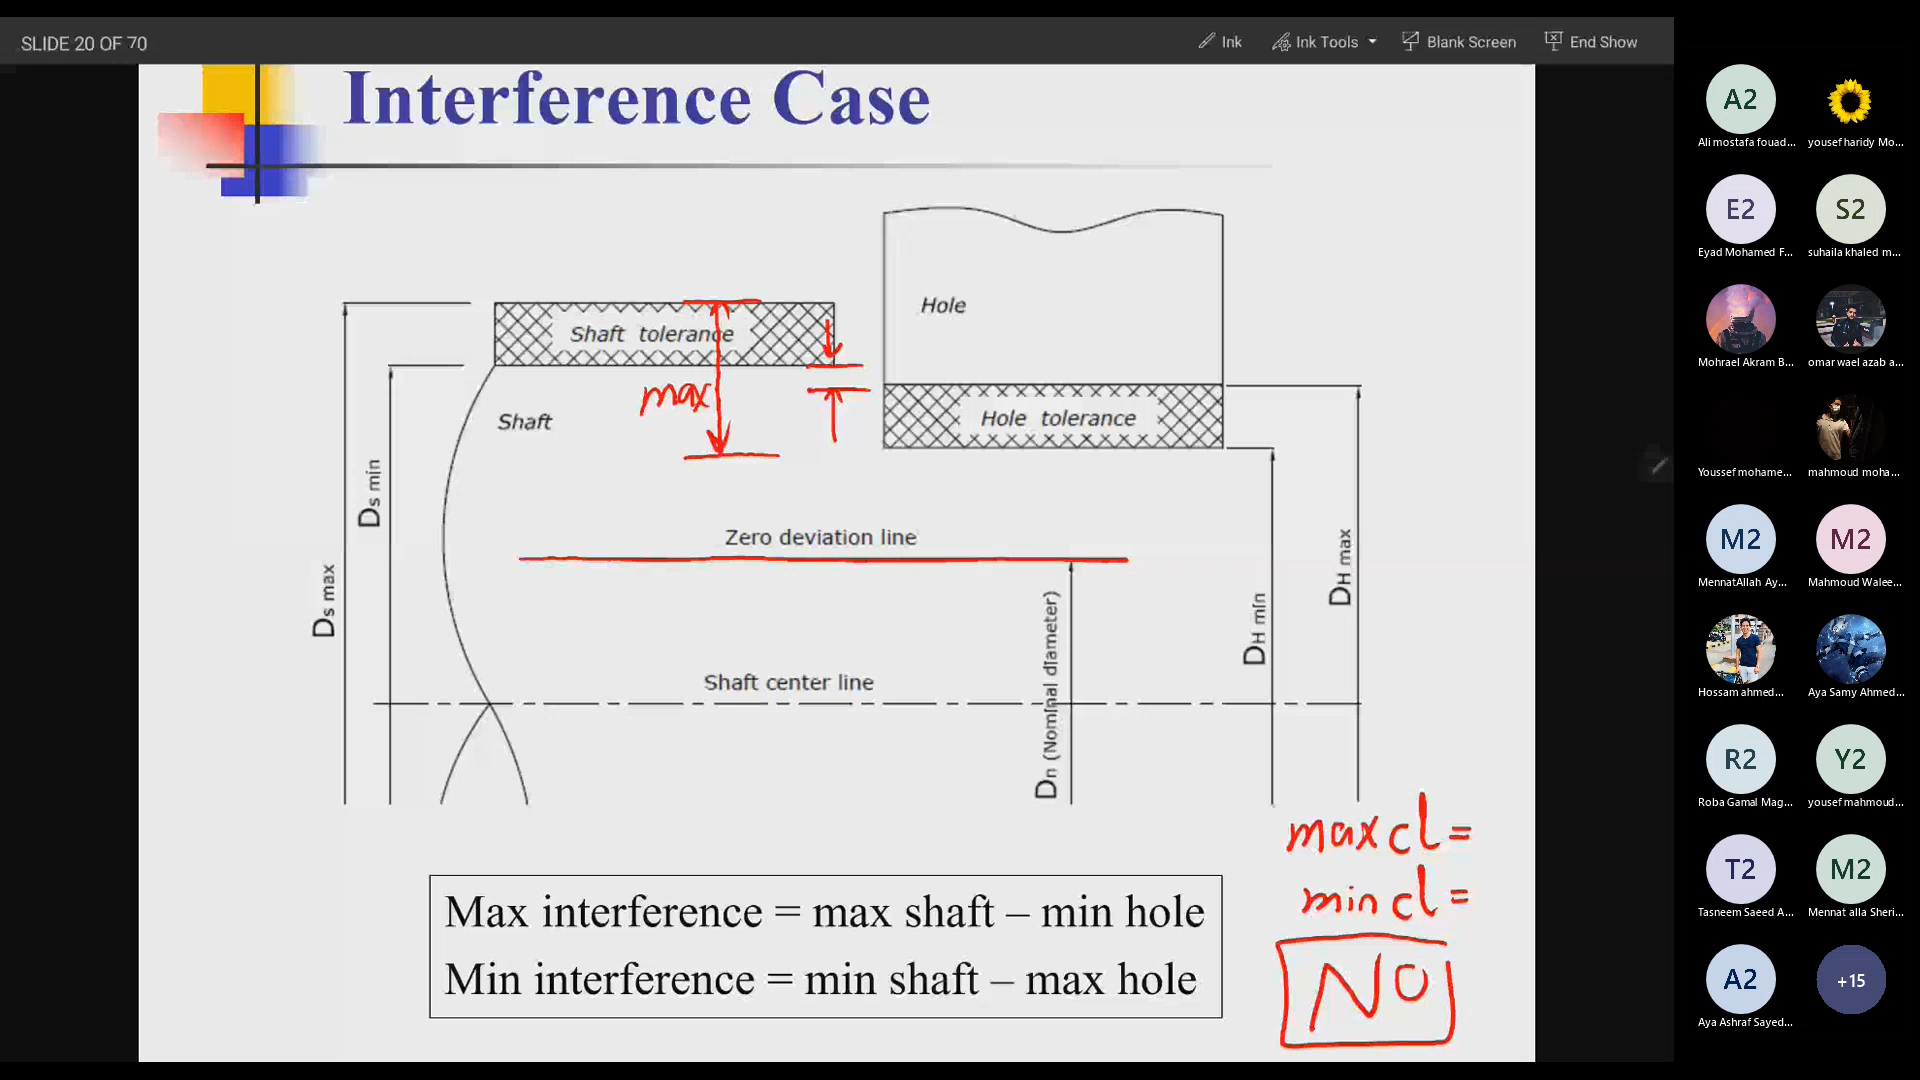 SLIDE 20 OF 70
Ink
Ink Tools
Blank Screen
End Show
Interference Case
Shaft tolerance
Hole
max
Shaft
Hole tolerance
Ds min
Ds max
Zero deviation line
Shaft center line
Dn (Nominal diameter)
DH min
DH max
max cl =
min cl =
NO
Max interference = max shaft – min hole
Min interference = min shaft – max hole
A2
Ali mostafa fouad...
yousef haridy Mo...
E2
Eyad Mohamed F...
S2
suhaila khaled m...
Mohrael Akram B...
omar wael azab a...
Youssef mohame...
mahmoud moha...
M2
MennatAllah Ay...
M2
Mahmoud Walee...
Hossam ahmed...
Aya Samy Ahmed...
R2
Roba Gamal Mag...
Y2
yousef mahmoud...
T2
Tasneem Saeed A...
M2
Mennat alla Sheri...
A2
Aya Ashraf Sayed...
+15